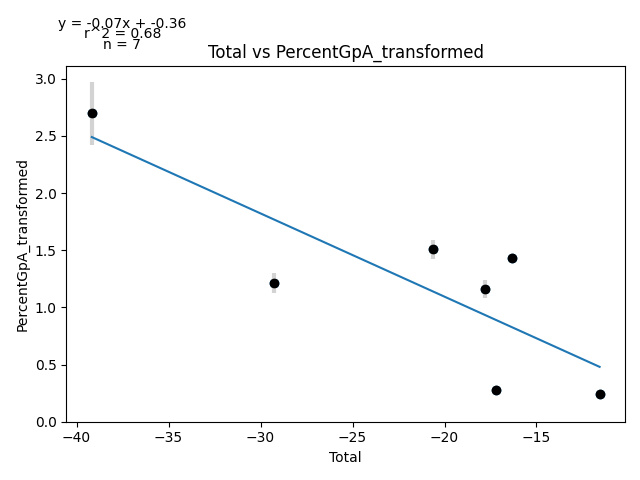 y = -0.07x + -0.36
r^2 = 0.68
n = 7
Total vs PercentGpA_transformed
3.0
2.5
2.0
1.5
1.0
0.5
0.0
PercentGpA_transformed
−40 −35 −30 −25 −20 −15
Total